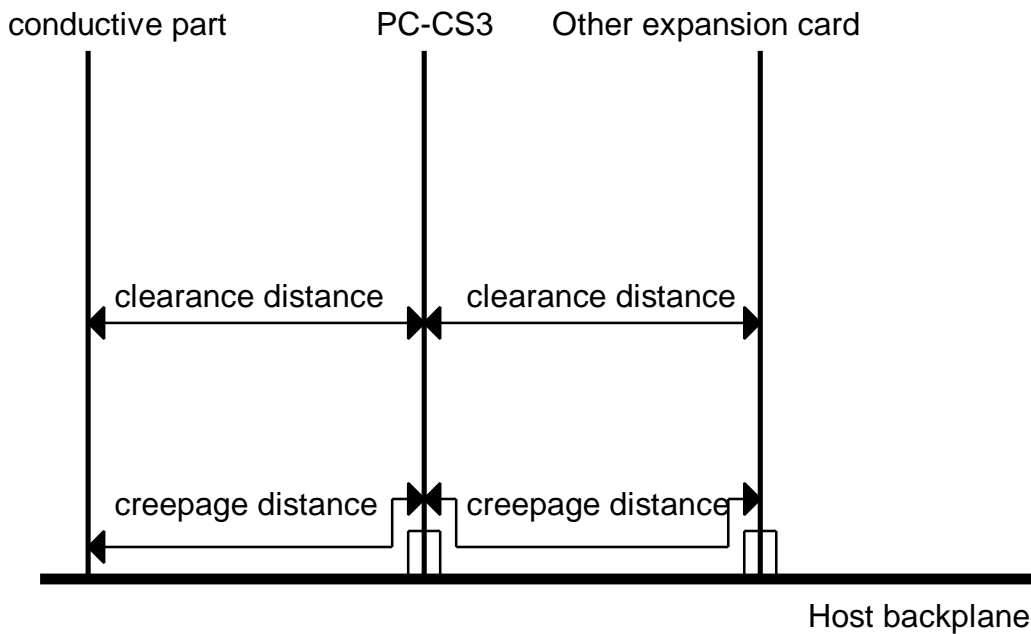 conductive part
PC-CS3
Other expansion card
clearance distance
clearance distance
creepage distance
creepage distance
Host backplane